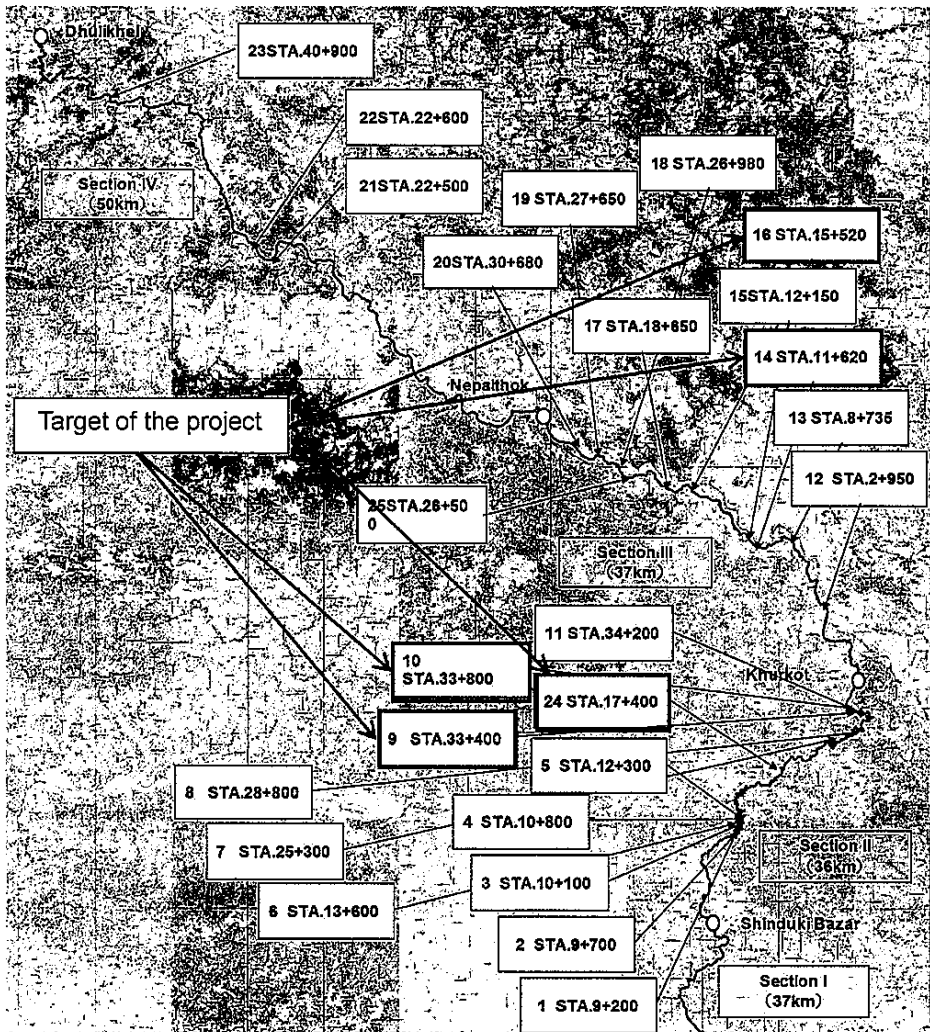 Dhulikhel
23STA.40+900
22STA.22+600
Section IV
(50km)
21STA.22+500
18 STA.26+980
19 STA.27+650
16 STA.15+520
20STA.30+680
15STA.12+150
17 STA.18+650
14 STA.11+620
Nepalthok
Target of the project
13 STA.8+735
12 STA.2+950
25STA.26+50
0
Section III
(37km)
11 STA.34+200
10
STA.33+800
Khurkot
24 STA.17+400
9 STA.33+400
5 STA.12+300
8 STA.28+800
4 STA.10+800
7 STA.25+300
Section II
(36km)
3 STA.10+100
6 STA.13+600
Shinduki Bazar
2 STA.9+700
Section I
(37km)
1 STA.9+200